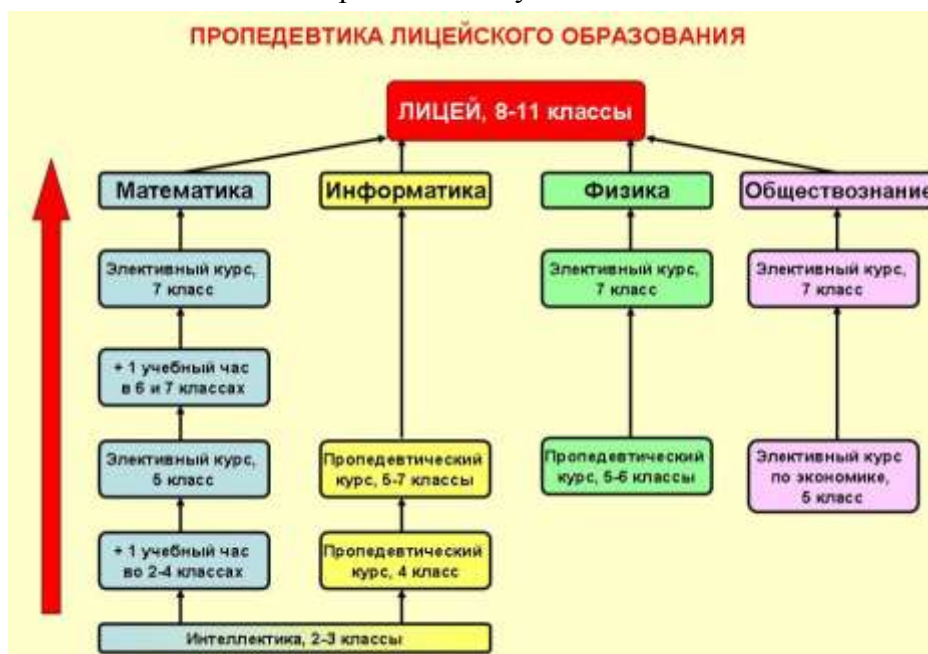 ПРОПЕДЕВТИКА ЛИЦЕЙСКОГО ОБРАЗОВАНИЯ
ЛИЦЕЙ, 8-11 классы
Математика
Информатика
Физика
Обществознание
Элективный курс,
7 класс
Элективный курс,
7 класс
Элективный курс,
7 класс
+ 1 учебный час
в 6 и 7 классах
Элективный курс,
5 класс
Пропедевтический
курс, 5-7 классы
Пропедевтический
курс, 5-6 классы
Элективный курс
по экономике,
5 класс
+ 1 учебный час
во 2-4 классах
Пропедевтический
курс, 4 класс
Интеллектика, 2-3 классы